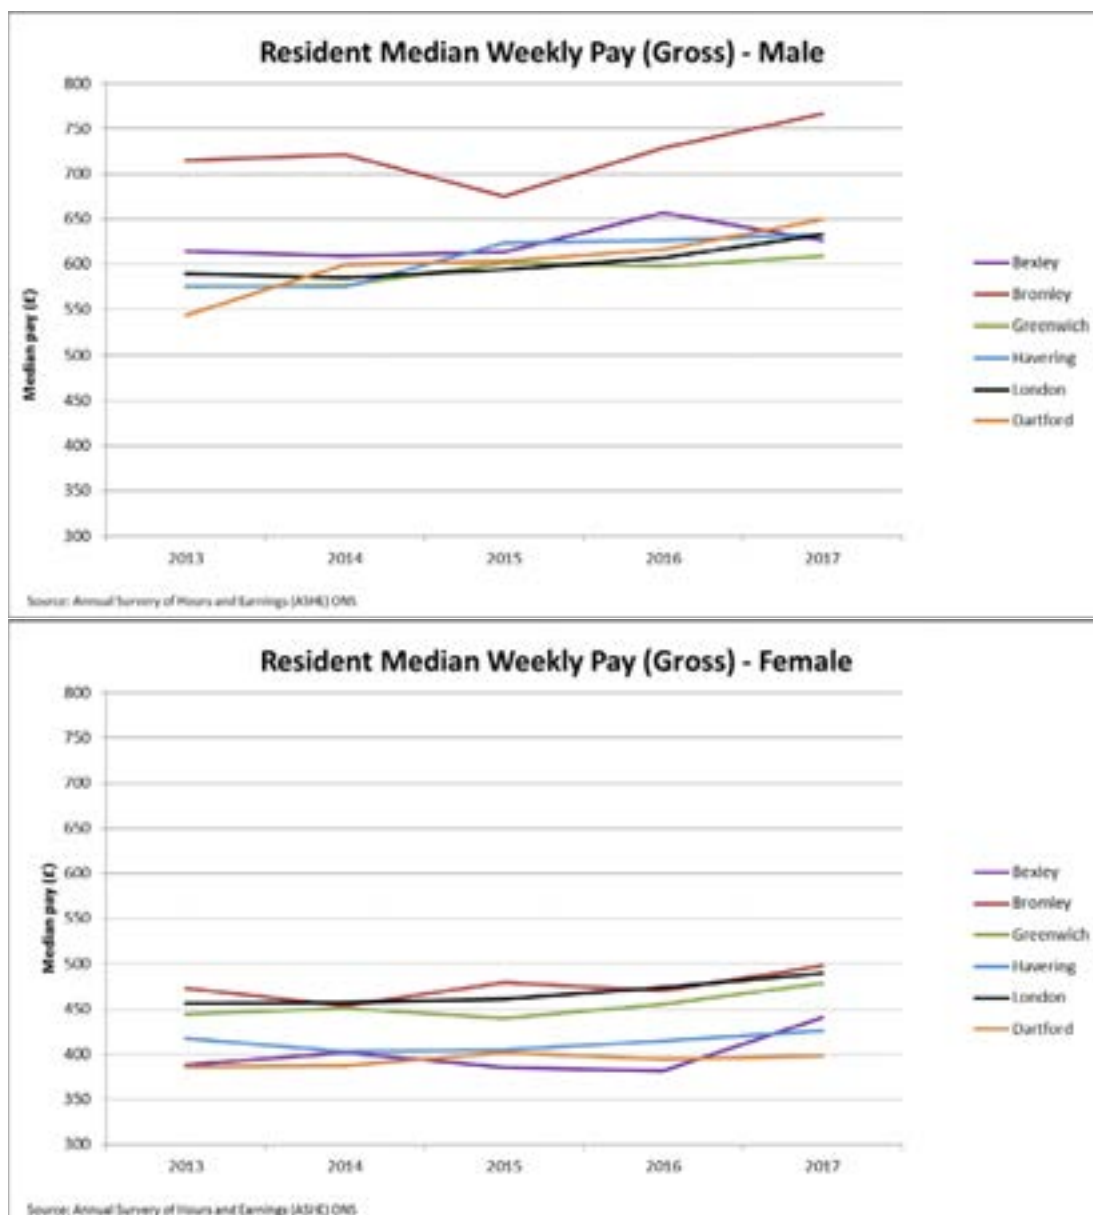 Resident Median Weekly Pay (Gross) - Male
800
750
700
650
600
550
500
450
400
350
300
Median pay (£)
2013 2014 2015 2016 2017
Bexley
Bromley
Greenwich
Havering
London
Dartford
Source: Annual Survery of Hours and Earnings (ASHE) ONS
Resident Median Weekly Pay (Gross) - Female
800
750
700
650
600
550
500
450
400
350
300
Median pay (£)
2013 2014 2015 2016 2017
Bexley
Bromley
Greenwich
Havering
London
Dartford
Source: Annual Survery of Hours and Earnings (ASHE) ONS